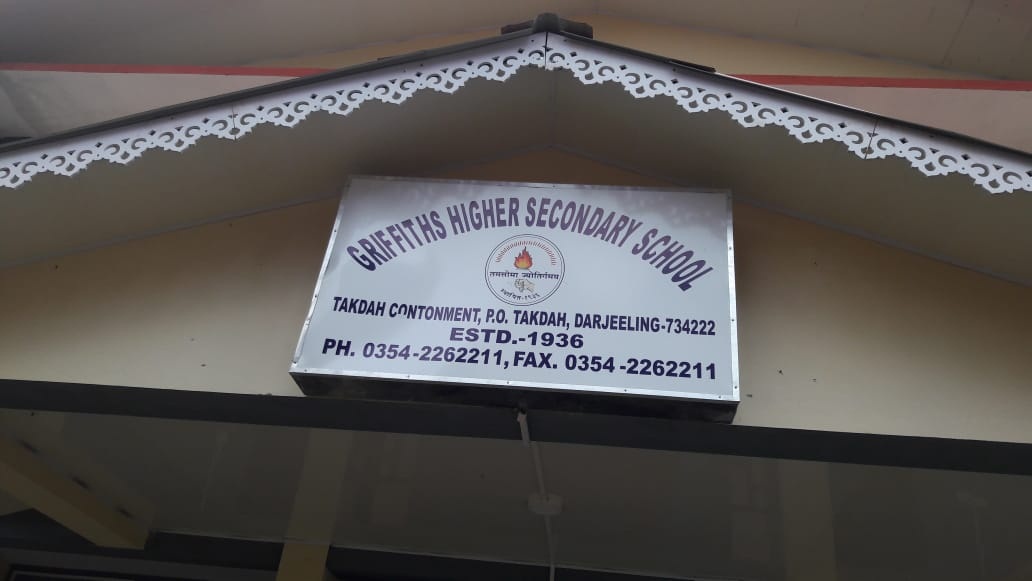 GRIFFITHS HIGHER SECONDARY SCHOOL
तमसोमा ज्योतिर्गमय
स्थापित-१९३६
TAKDAH CONTONMENT, P.O. TAKDAH, DARJEELING-734222
ESTD.-1936
PH. 0354-2262211, FAX. 0354-2262211